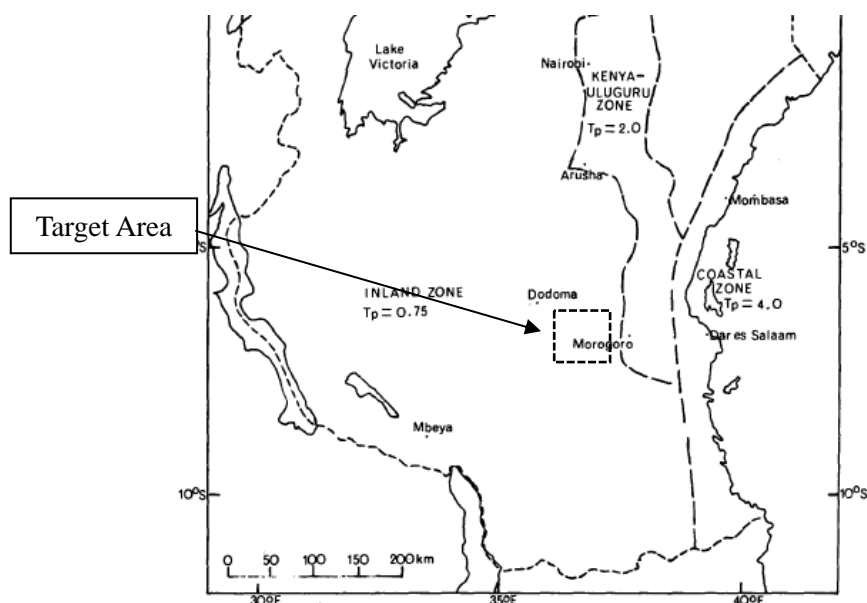 Lake
Victoria
Nairobi
KENYA-
ULUGURU
ZONE
Tp = 2.0
Arusha
Mombasa
Target Area
5°S
5°S
COASTAL
ZONE
Tp = 4.0
Dodoma
INLAND ZONE
Tp = 0.75
Dar es Salaam
Morogoro
Mbeya
10°S
10°S
0 50 100 150 200 km
30°E
35°E
40°E